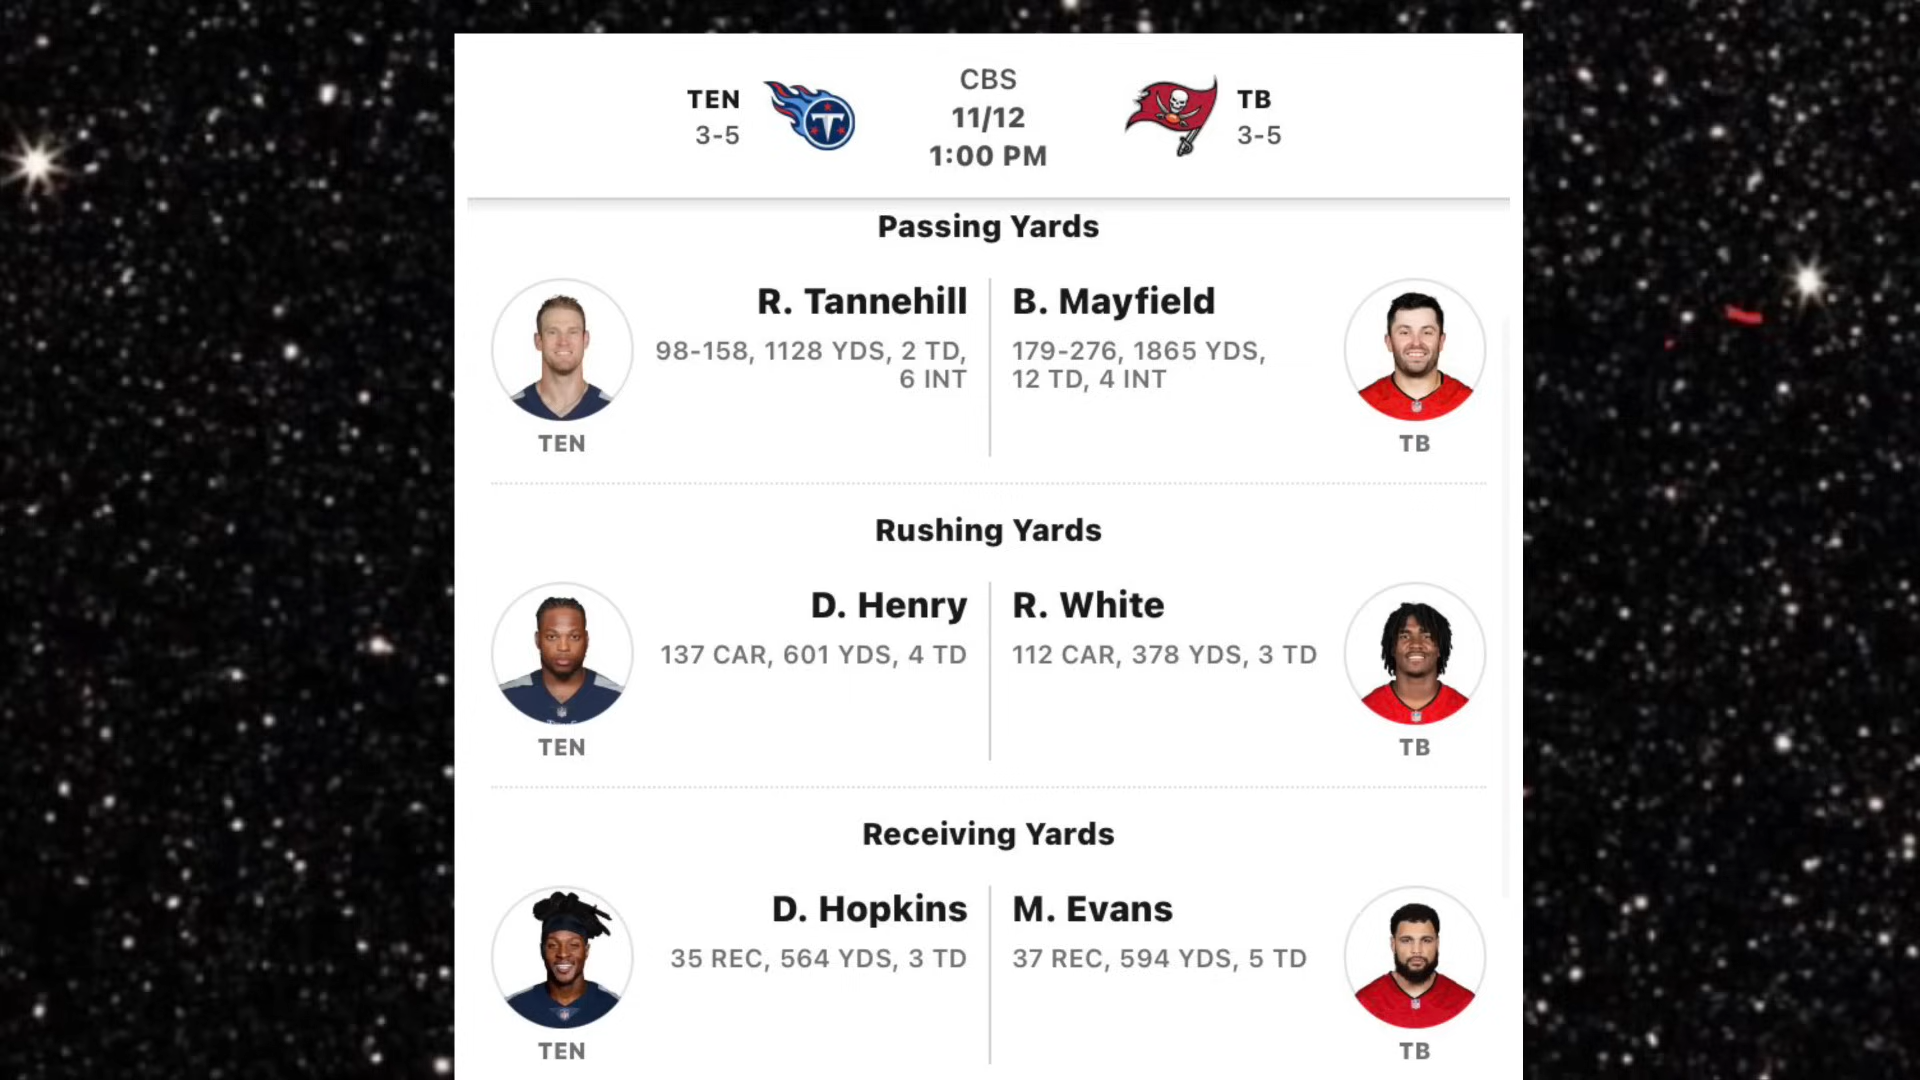 TEN
3-5
CBS
11/12
1:00 PM
TB
3-5
Passing Yards
R. Tannehill
98-158, 1128 YDS, 2 TD,
6 INT
TEN
B. Mayfield
179-276, 1865 YDS,
12 TD, 4 INT
TB
Rushing Yards
D. Henry
137 CAR, 601 YDS, 4 TD
TEN
R. White
112 CAR, 378 YDS, 3 TD
TB
Receiving Yards
D. Hopkins
35 REC, 564 YDS, 3 TD
TEN
M. Evans
37 REC, 594 YDS, 5 TD
TB